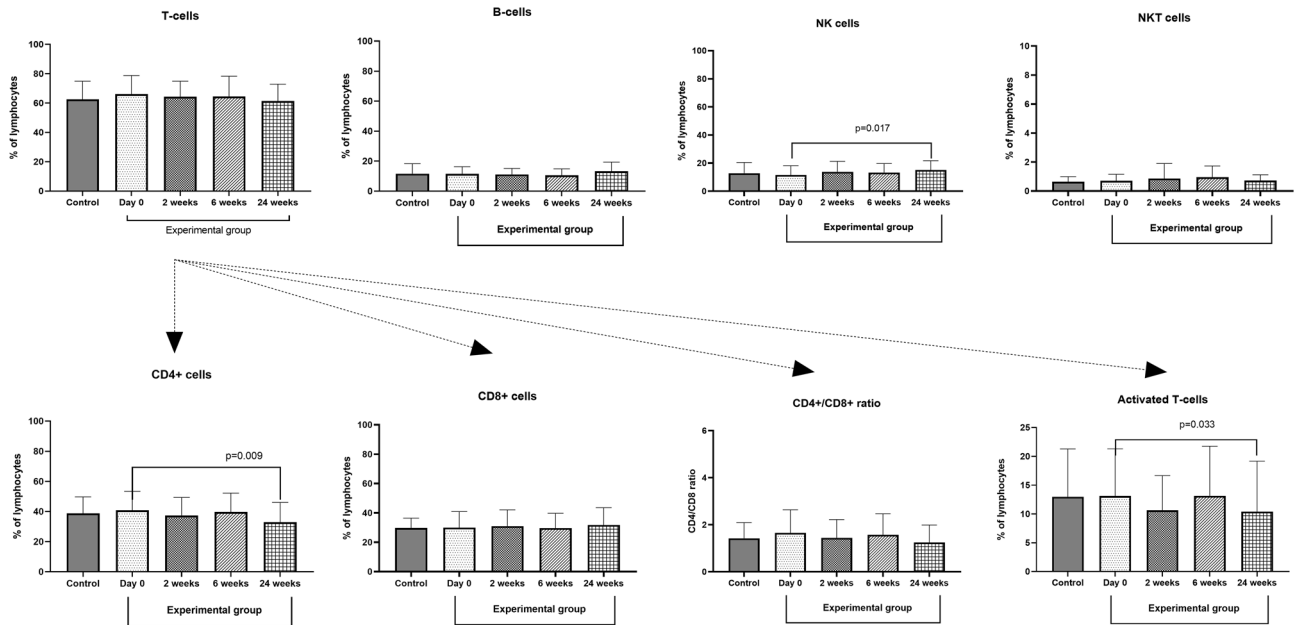 T-cells
% of lymphocytes
100
80
60
40
20
0
Control Day 0 2 weeks 6 weeks 24 weeks
Experimental group
B-cells
% of lymphocytes
100
80
60
40
20
0
Control Day 0 2 weeks 6 weeks 24 weeks
Experimental group
NK cells
% of lymphocytes
100
80
60
40
20
0
p=0.017
Control Day 0 2 weeks 6 weeks 24 weeks
Experimental group
NKT cells
% of lymphocytes
10
8
6
4
2
0
Control Day 0 2 weeks 6 weeks 24 weeks
Experimental group
CD4+ cells
% of lymphocytes
100
80
60
40
20
0
p=0.009
Control Day 0 2 weeks 6 weeks 24 weeks
Experimental group
CD8+ cells
% of lymphocytes
100
80
60
40
20
0
Control Day 0 2 weeks 6 weeks 24 weeks
Experimental group
CD4+/CD8+ ratio
CD4/CD8 ratio
6
4
2
0
Control Day 0 2 weeks 6 weeks 24 weeks
Experimental group
Activated T-cells
% of lymphocytes
25
20
15
10
5
0
p=0.033
Control Day 0 2 weeks 6 weeks 24 weeks
Experimental group